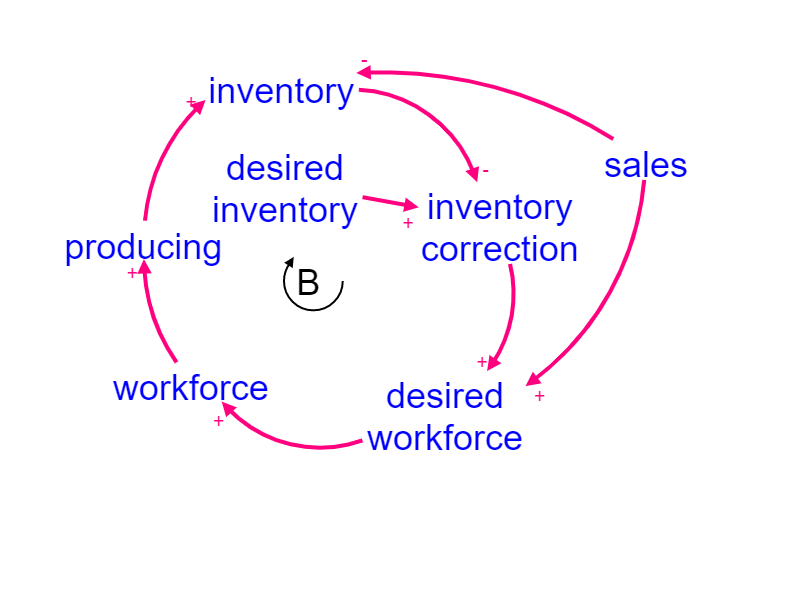 -
inventory
+
desired
inventory
-
sales
+
inventory
correction
producing
+
B
+
workforce
desired
workforce
+
+